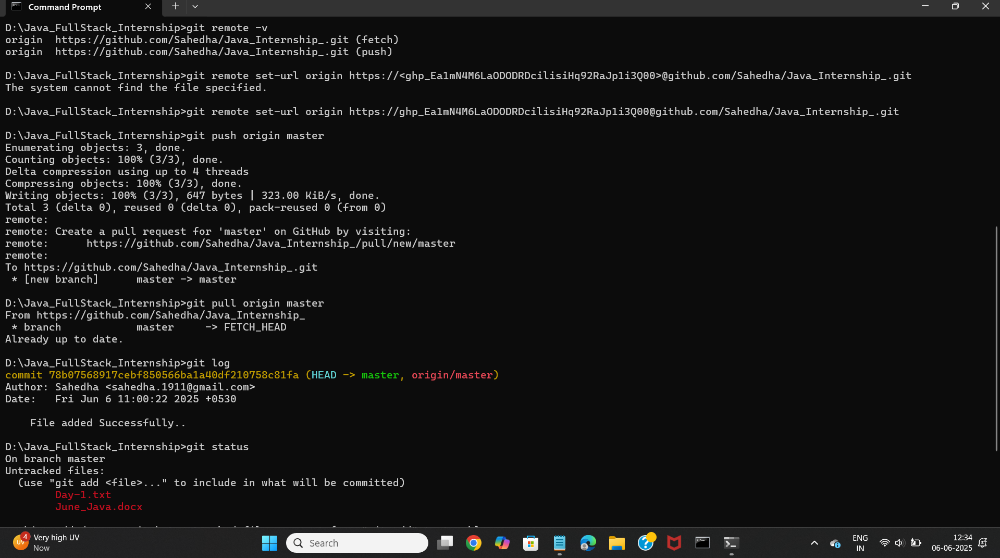 Command Prompt
D:\Java_FullStack_Internship>git remote -v
origin  https://github.com/Sahedha/Java_Internship_.git (fetch)
origin  https://github.com/Sahedha/Java_Internship_.git (push)
D:\Java_FullStack_Internship>git remote set-url origin https://<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>@github.com/Sahedha/Java_Internship_.git
The system cannot find the file specified.
D:\Java_FullStack_Internship>git remote set-url origin https://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@github.com/Sahedha/Java_Internship_.git
D:\Java_FullStack_Internship>git push origin master
Enumerating objects: 3, done.
Counting objects: 100% (3/3), done.
Delta compression using up to 4 threads
Compressing objects: 100% (3/3), done.
Writing objects: 100% (3/3), 647 bytes | 323.00 KiB/s, done.
Total 3 (delta 0), reused 0 (delta 0), pack-reused 0 (from 0)
remote:
remote: Create a pull request for 'master' on GitHub by visiting:
remote:      https://github.com/Sahedha/Java_Internship_/pull/new/master
remote:
To https://github.com/Sahedha/Java_Internship_.git
 * [new branch]      master -> master
D:\Java_FullStack_Internship>git pull origin master
From https://github.com/Sahedha/Java_Internship_
 * branch            master     -> FETCH_HEAD
Already up to date.
D:\Java_FullStack_Internship>git log
commit 78b07568917cebf850566ba1a40df210758c81fa (HEAD -> master, origin/master)
Author: Sahedha <sahedha.1911@gmail.com>
Date:   Fri Jun 6 11:00:22 2025 +0530
    File added Successfully..
D:\Java_FullStack_Internship>git status
On branch master
Untracked files:
  (use "git add <file>..." to include in what will be committed)
        Day-1.txt
        June_Java.docx
4
UV
Very high UV
Now
Search
ENG
IN
12:34
06-06-2025